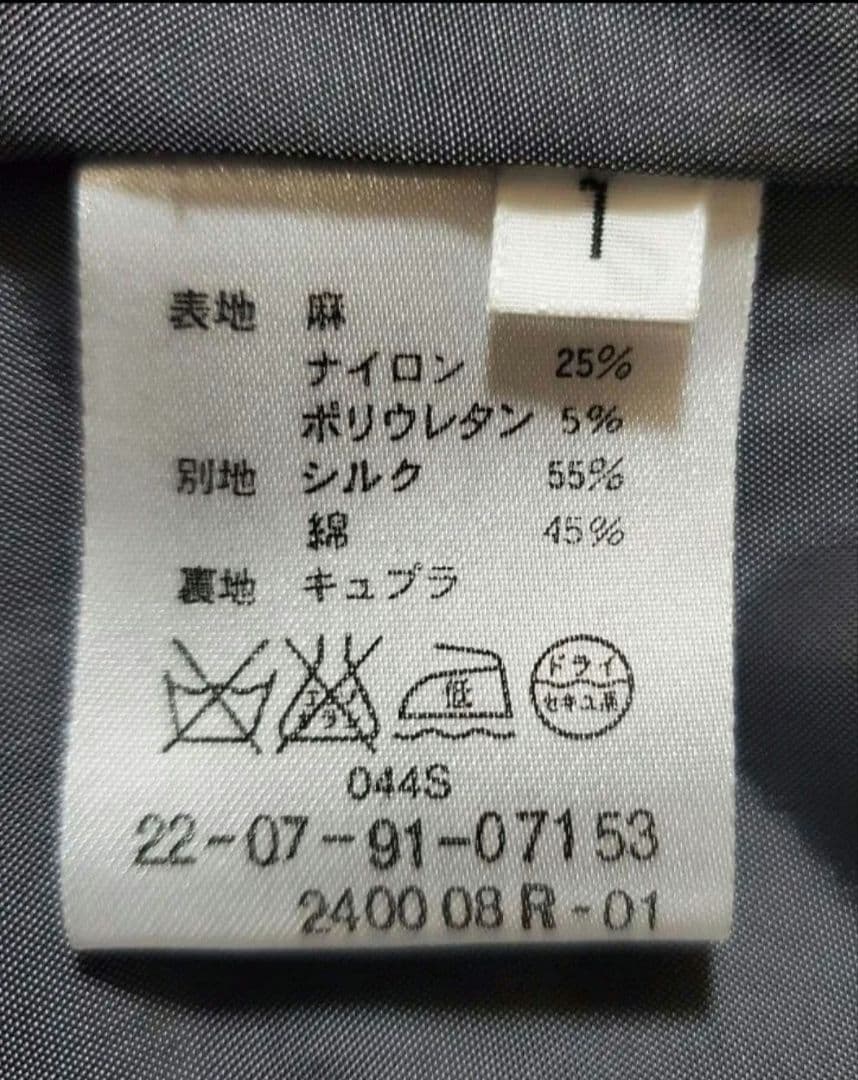 1
表地 麻
ナイロン 25%
ポリウレタン 5%
別地 シルク 55%
綿 45%
裏地 キュプラ
低 ドライ
セキユ系
044S
22-07-91-07153
240008R-01